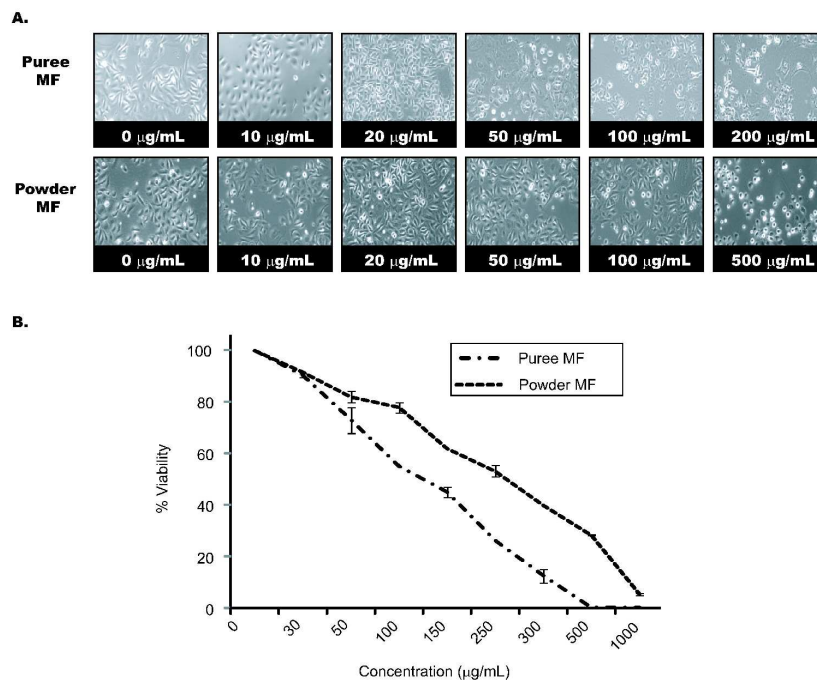 A.
Puree MF
0 μg/mL
10 μg/mL
20 μg/mL
50 μg/mL
100 μg/mL
200 μg/mL
Powder MF
0 μg/mL
10 μg/mL
20 μg/mL
50 μg/mL
100 μg/mL
500 μg/mL
B.
Puree MF
Powder MF
% Viability
100
80
60
40
20
0
0
30
50
100
150
250
300
500
1000
Concentration (μg/mL)